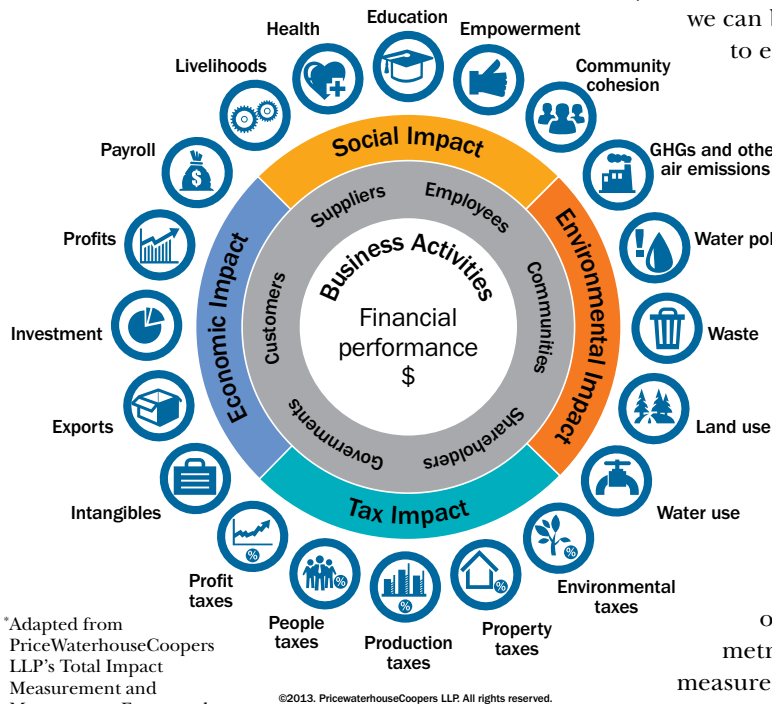 we can b
to e
Education
Health
Empowerment
Livelihoods
Community
cohesion
Payroll
GHGs and othe
air emissions
Profits
Water pol
Investment
Waste
Exports
Land use
Intangibles
Water use
Profit
taxes
People
taxes
Production
taxes
Property
taxes
Environmental
taxes
Social Impact
Environmental Impact
Tax Impact
Economic Impact
Suppliers
Employees
Communities
Shareholders
Governments
Customers
Business Activities
Financial
performance
$
*Adapted from
PriceWaterhouseCoopers
LLP's Total Impact
Measurement and
o
metr
measure
©2013. PricewaterhouseCoopers LLP. All rights reserved.